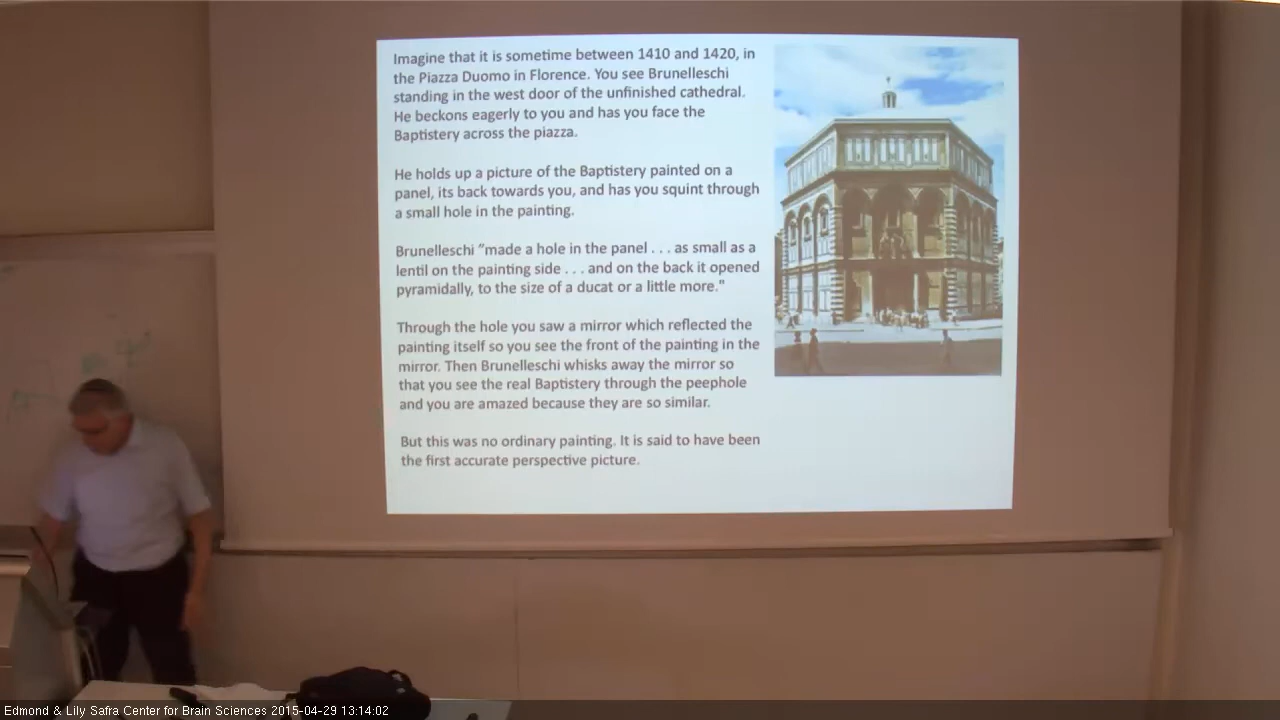 Imagine that it is sometime between 1410 and 1420, in
the Piazza Duomo in Florence. You see Brunelleschi
standing in the west door of the unfinished cathedral.
He beckons eagerly to you and has you face the
Baptistery across the piazza.
He holds up a picture of the Baptistery painted on a
panel, its back towards you, and has you squint through
a small hole in the painting.
Brunelleschi "made a hole in the panel . . . as small as a
lentil on the painting side . . . and on the back it opened
pyramidally, to the size of a ducat or a little more."
Through the hole you saw a mirror which reflected the
painting itself so you see the front of the painting in the
mirror. Then Brunelleschi whisks away the mirror so
that you see the real Baptistery through the peephole
and you are amazed because they are so similar.
But this was no ordinary painting. It is said to have been
the first accurate perspective picture.
Edmond & Lily Safra Center for Brain Sciences 2015-04-29 13:14:02